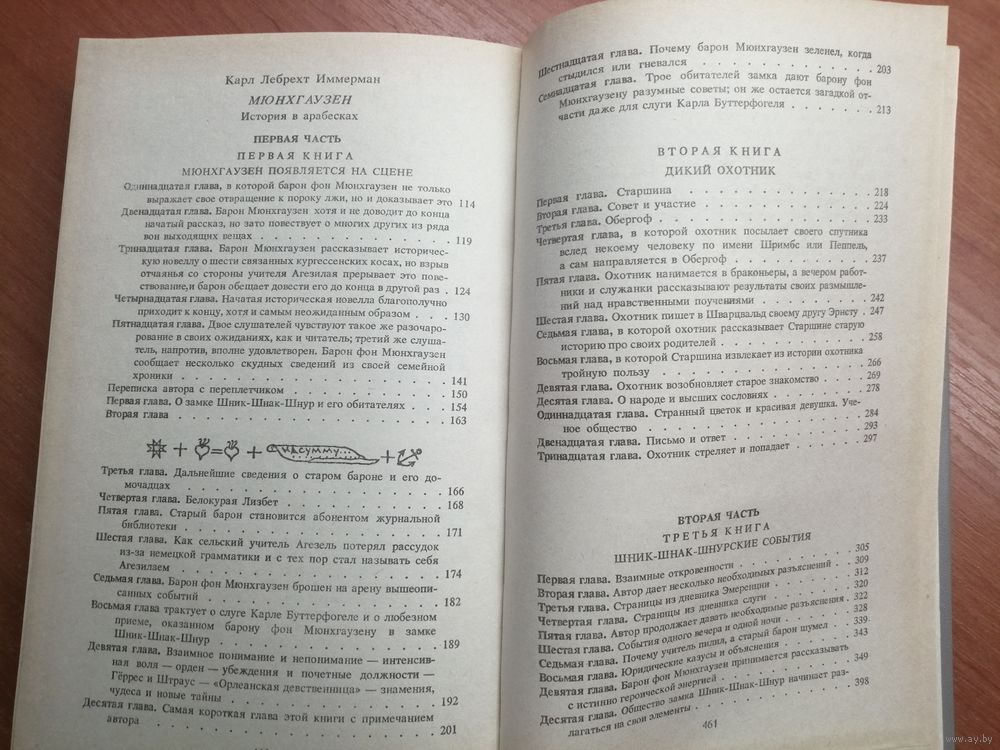 Карл Лебрехт Иммерман
МЮНХГАУЗЕН
История в арабесках
ПЕРВАЯ ЧАСТЬ
ПЕРВАЯ КНИГА
МЮНХГАУЗЕН ПОЯВЛЯЕТСЯ НА СЦЕНЕ
Одиннадцатая глава, в которой барон фон Мюнхгаузен не только
выражает свое отвращение к пороку лжи, но и доказывает это 114
Двенадцатая глава. Барон Мюнхгаузен хотя и не доводит до конца
начатый рассказ, но зато повествует о многих других из ряда
вон выходящих вещах . . . . . . . . . . . . . . 119
Тринадцатая глава. Барон Мюнхгаузен рассказывает историчес-
кую новеллу о шести связанных кургессенских косах, но взрыв
отчаянья со стороны учителя Агезилая прерывает это пове-
ствование, и барон обещает довести его до конца в другой раз . 124
Четырнадцатая глава. Начатая историческая новелла благополучно
приходит к концу, хотя и самым неожиданным образом . . . 130
Пятнадцатая глава. Двое слушателей чувствуют такое же разочаро-
рование в своих ожиданиях, как и читатель; третий же слуша-
тель, напротив, вполне удовлетворен. Барон фон Мюнхгаузен
сообщает несколько скудных сведений из своей семейной
хроники . . . . . . . . . . . . . . 141
Переписка автора с переплетчиком . . . . . . . . 150
Первая глава. О замке Шник-Шнак-Шнур и его обитателях . . 154
Вторая глава . . . . . . . . . . . . . . 163
+ = + на сумму +
Третья глава. Дальнейшие сведения о старом бароне и его до-
мочадцах . . . . . . . . . . . . . . 166
Четвертая глава. Белокурая Лизбет . . . . . . . . 168
Пятая глава. Старый барон становится абонентом журнальной
библиотеки . . . . . . . . . . . . . . 171
Шестая глава. Как сельский учитель Агезель потерял рассудок
из-за немецкой грамматики и с тех пор стал называть себя
Агезилаем . . . . . . . . . . . . . . 174
Седьмая глава. Барон фон Мюнхгаузен брошен на арену вышеопи-
санных событий . . . . . . . . . . . . 182
Восьмая глава трактует о слуге Карле Буттерфогеле и о любезном
приеме, оказанном барону фон Мюнхгаузену в замке
Шник-Шнак-Шнур . . . . . . . . . . . . 189
Девятая глава. Взаимное понимание и непонимание — интенсив-
ная воля — орден — убеждения и почетные должности —
Гёррес и Штраус — «Орлеанская девственница» — знамения,
чудеса и новые тайны . . . . . . . . . . 192
Десятая глава. Самая короткая глава этой книги с примечанием
автора . . . . . . . . . . . . . . 201
Шестнадцатая глава. Почему барон Мюнхгаузен зеленел, когда
стыдился или гневался . . . . . . . . . . 203
Семнадцатая глава. Трое обитателей замка дают барону фон
Мюнхгаузену разумные советы; он же остается загадкой от-
части даже для слуги Карла Буттерфогеля . . . . . . 213
ВТОРАЯ КНИГА
ДИКИЙ ОХОТНИК
Первая глава. Старшина . . . . . . . . . . 218
Вторая глава. Совет и участие . . . . . . . . 224
Третья глава. Обергоф . . . . . . . . . . 233
Четвертая глава, в которой охотник посылает своего спутника
вслед некоему человеку по имени Шримбс или Пеппель,
а сам направляется в Обергоф . . . . . . . . 237
Пятая глава. Охотник нанимается в браконьеры, а вечером работ-
ники и служанки рассказывают результаты своих размышле-
ний над нравственными поучениями . . . . . . . 242
Шестая глава. Охотник пишет в Шварцвальд своему другу Эрнсту . 247
Седьмая глава, в которой охотник рассказывает Старшине старую
историю про своих родителей . . . . . . . . 258
Восьмая глава, в которой Старшина извлекает из истории охотника
тройную пользу . . . . . . . . . . . . 266
Девятая глава. Охотник возобновляет старое знакомство . . . 269
Десятая глава. О народе и высших сословиях . . . . . 278
Одиннадцатая глава. Странный цветок и красивая девушка. Уче-
ное общество . . . . . . . . . . . . 284
Двенадцатая глава. Письмо и ответ . . . . . . . 293
Тринадцатая глава. Охотник стреляет и попадает . . . . 297
ВТОРАЯ ЧАСТЬ
ТРЕТЬЯ КНИГА
ШНИК-ШНАК-ШНУРСКИЕ СОБЫТИЯ
Первая глава. Взаимные откровенности . . . . . . 305
Вторая глава. Автор дает несколько необходимых разъяснений . 309
Третья глава. Страницы из дневника Эмеренции . . . . 312
Четвертая глава. Страницы из дневника слуги . . . . 320
Пятая глава. Автор продолжает давать необходимые разъяснения . 322
Шестая глава. События одного вечера и одной ночи . . . 328
Седьмая глава. Почему учитель пилил, а старый барон шумел . 339
Восьмая глава. Юридические казусы и объяснения . . . . 343
Девятая глава. Барон фон Мюнхгаузен принимается рассказывать
с истинно героической энергией . . . . . . . 349
Десятая глава. Общество замка Шник-Шнак-Шнур начинает раз-
лагаться на свои элементы . . . . . . . . 398
461
www.ay.by